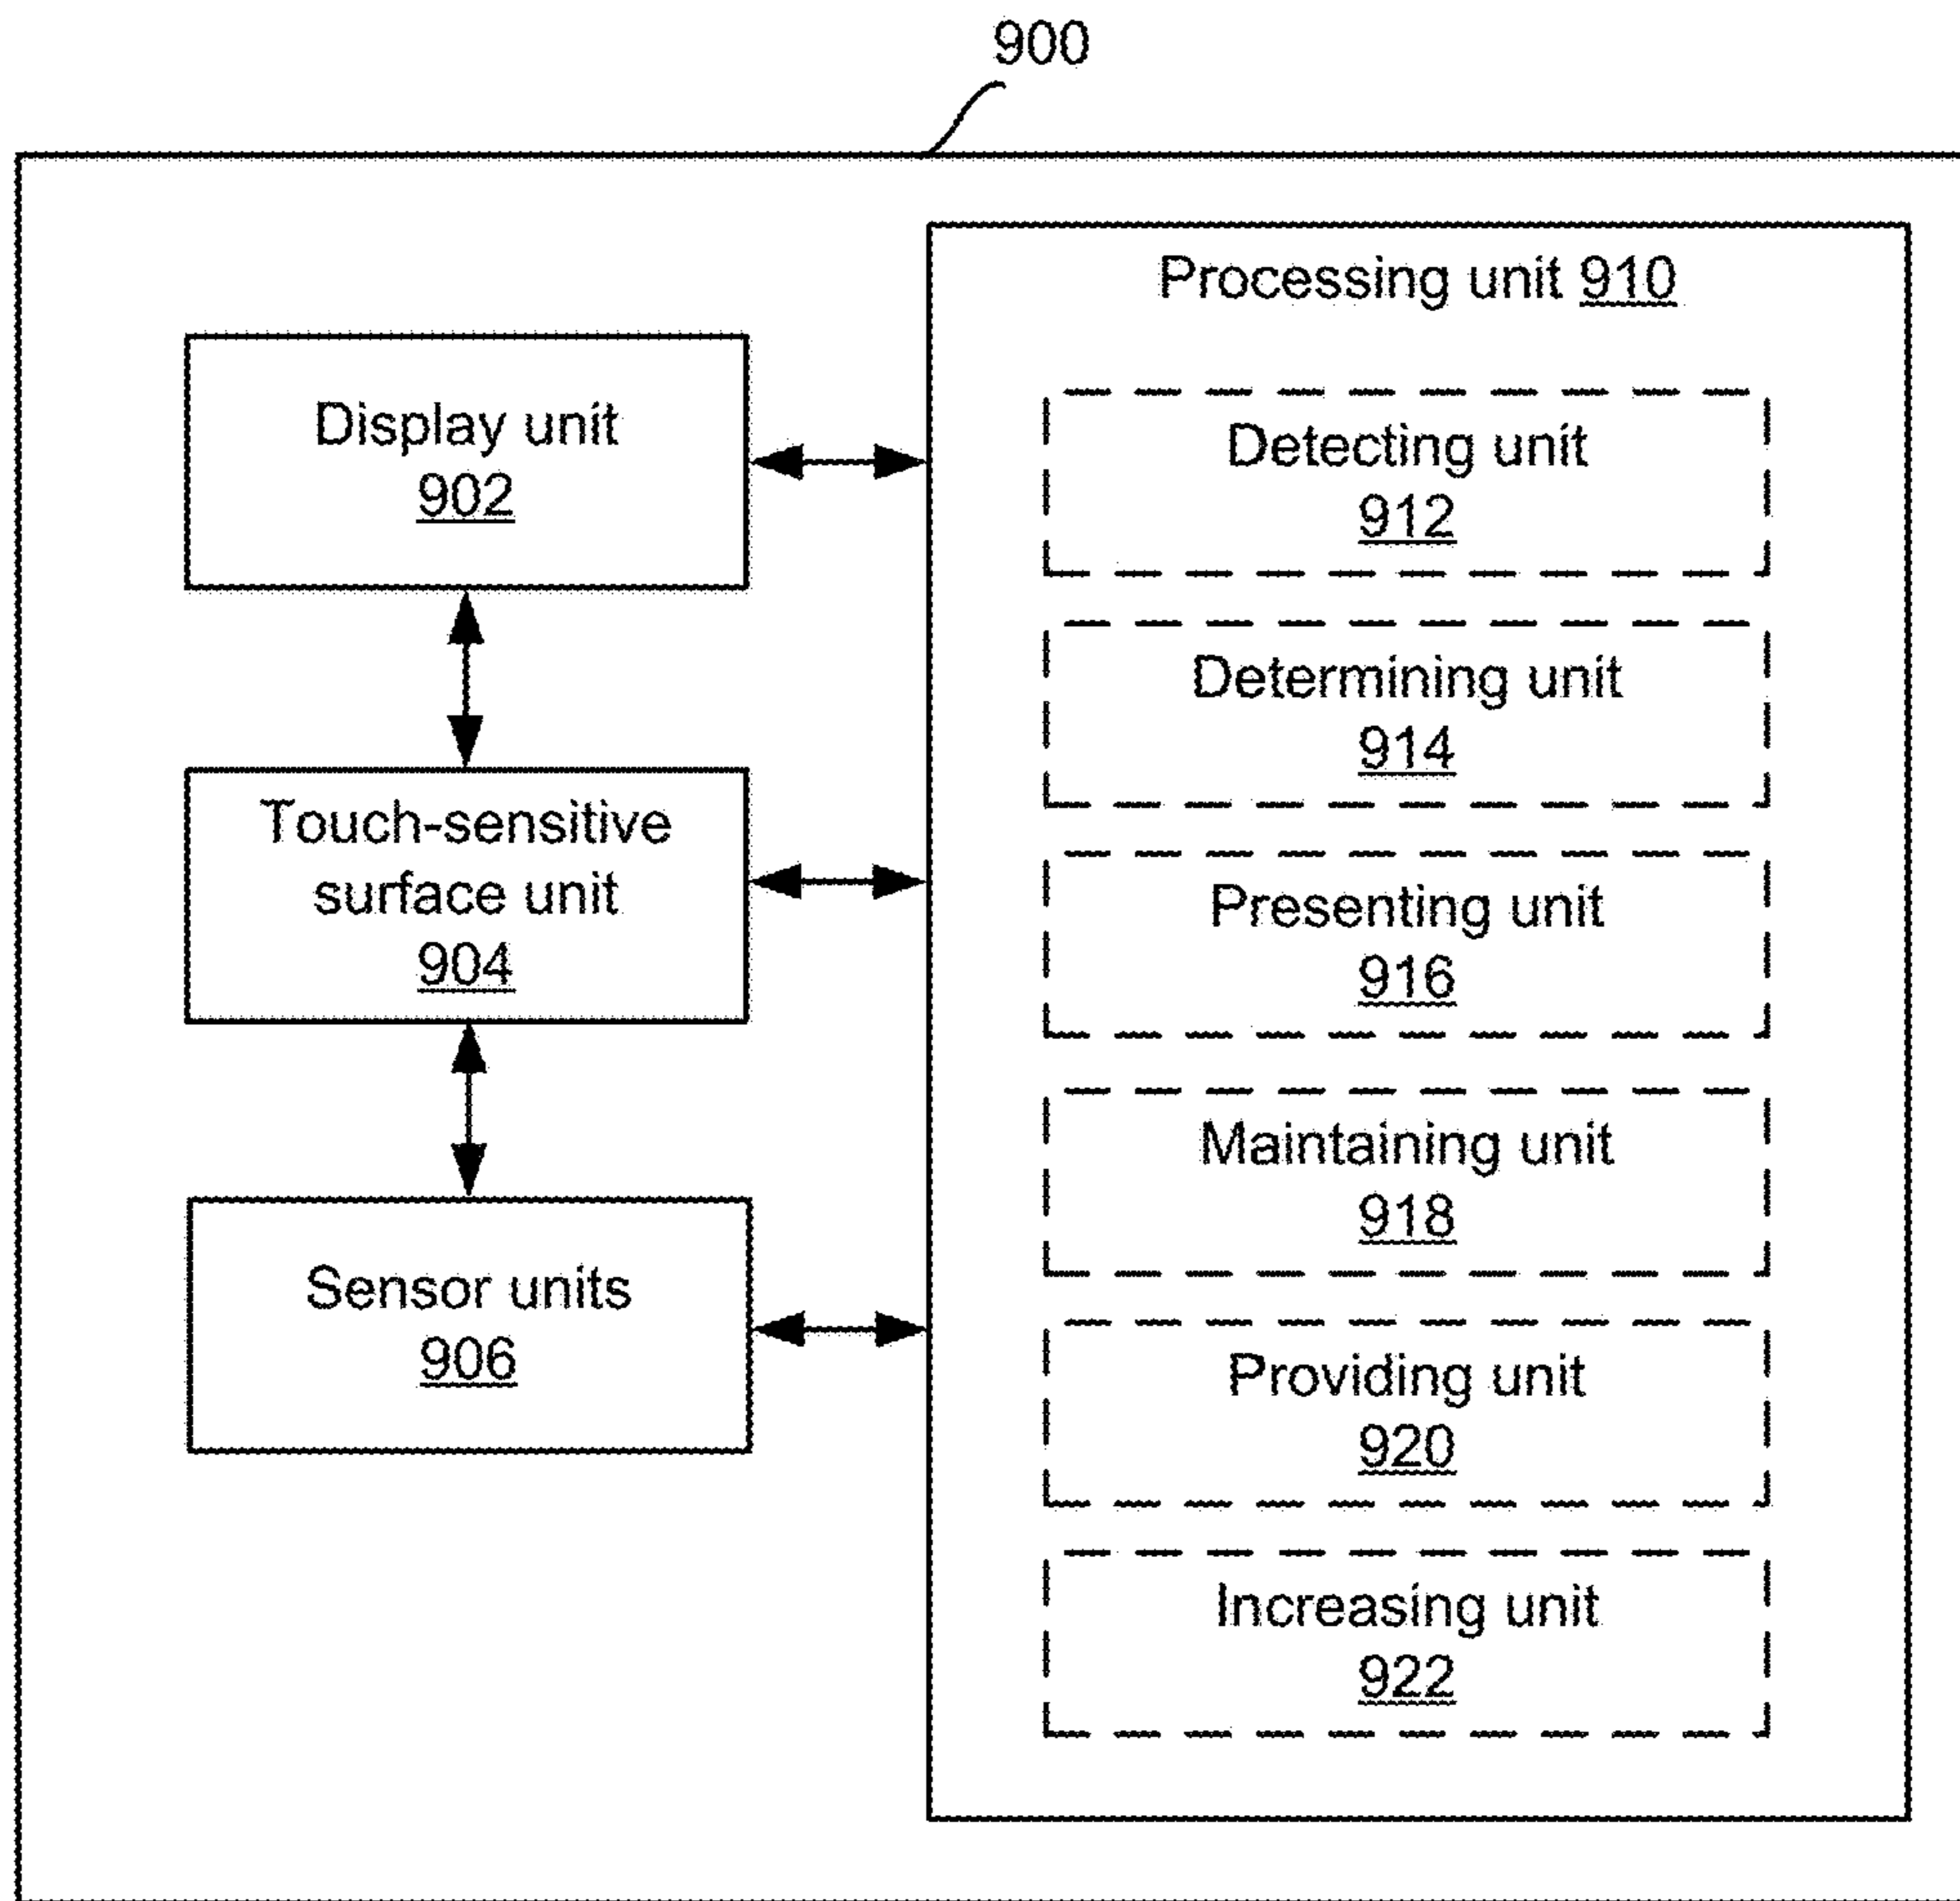 900
Display unit
902
Touch-sensitive
surface unit
904
Sensor units
906
Processing unit 910
Detecting unit
912
Determining unit
914
Presenting unit
916
Maintaining unit
918
Providing unit
920
Increasing unit
922